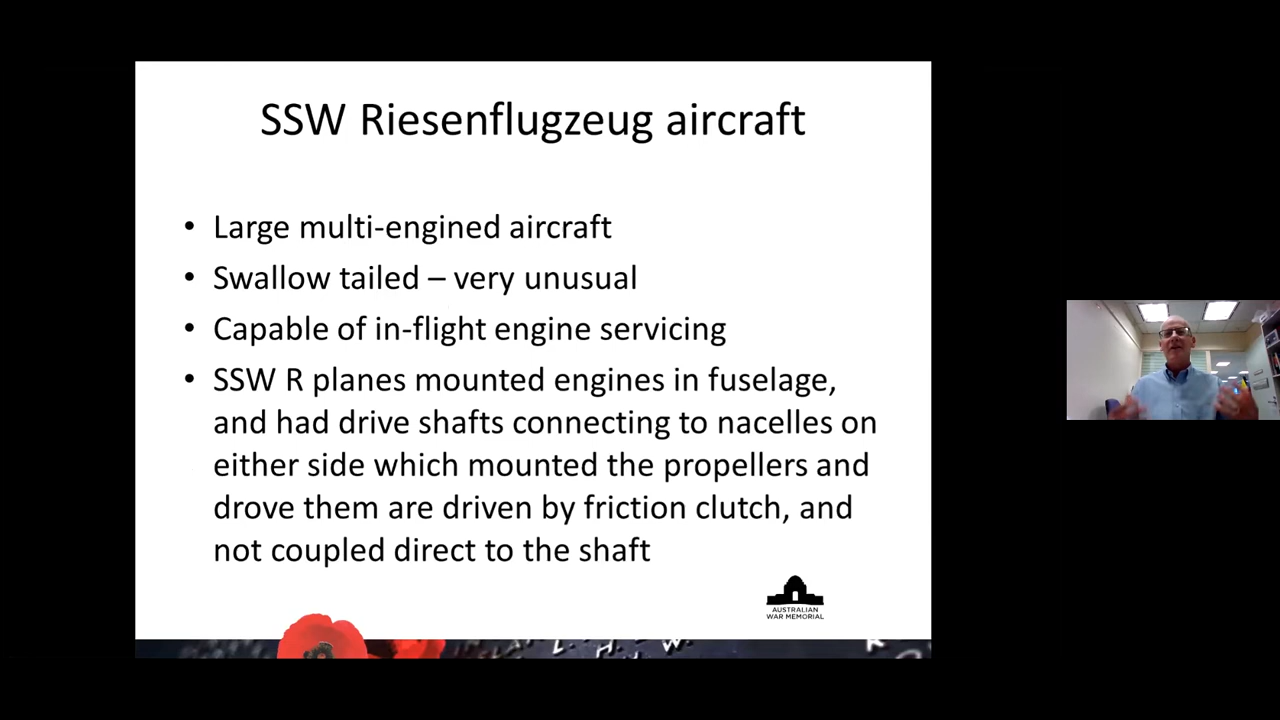 SSW Riesenflugzeug aircraft
• Large multi-engined aircraft
• Swallow tailed – very unusual
• Capable of in-flight engine servicing
• SSW R planes mounted engines in fuselage,
and had drive shafts connecting to nacelles on
either side which mounted the propellers and
drove them are driven by friction clutch, and
not coupled direct to the shaft
AUSTRALIAN
WAR MEMORIAL
L. H. W.